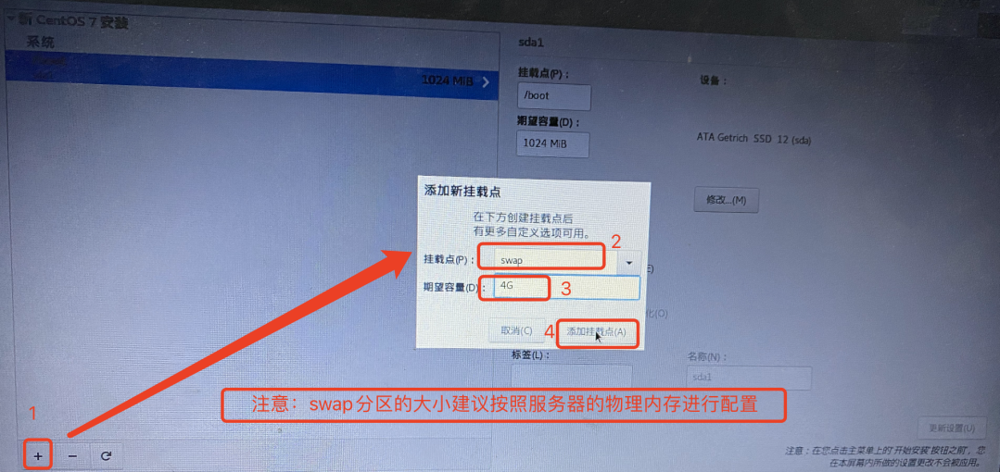 新 CentOS 7 安装
系统
1024 MiB
sda1
挂载点(P)：
/boot
期望容量(D)：
1024 MiB
设备：
ATA Getrich SSD 12 (sda)
修改...(M)
添加新挂载点
在下方创建挂载点后
有更多自定义选项可用。
挂载点(P)：
swap
2
期望容量(D)：
4G
3
取消(C)
4
添加挂载点(A)
标签(L)：
名称(N)：
sda1
注意：swap分区的大小建议按照服务器的物理内存进行配置
1
+ −
更新设置(U)
注意：在您点击主菜单上的'开始安装'按钮之前，您
在本屏幕内所做的设置更改不会被应用。